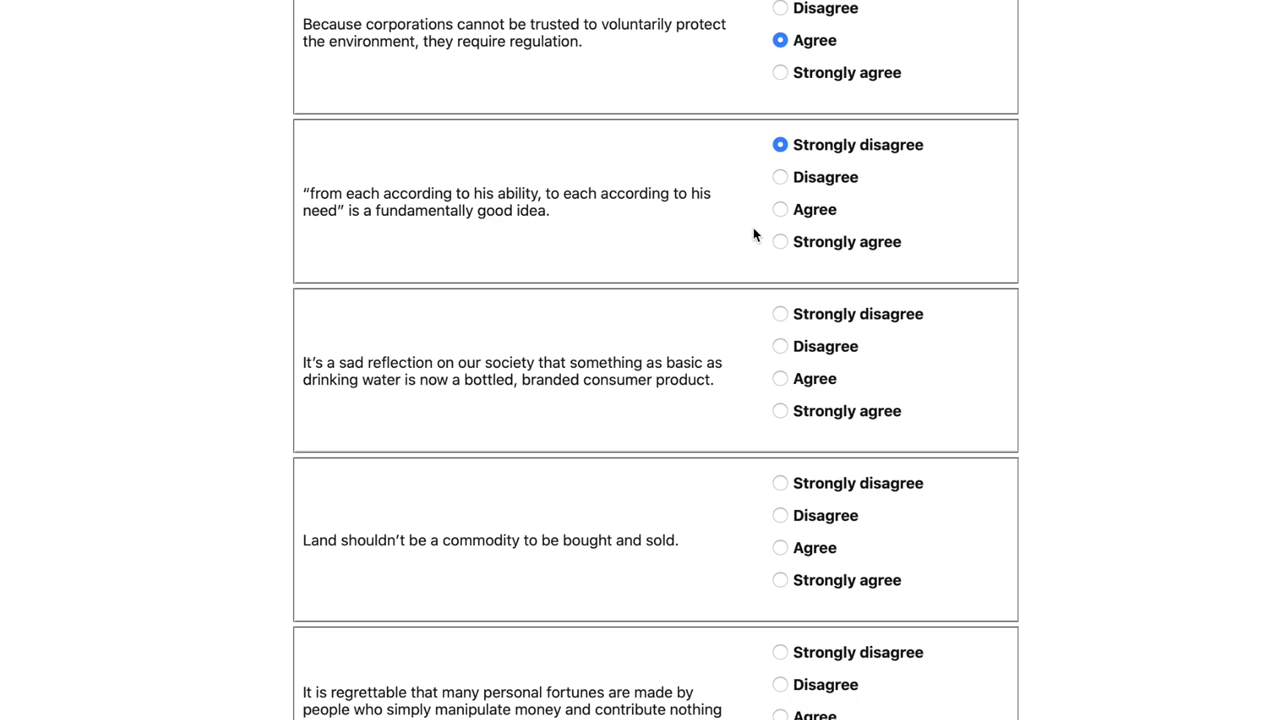 Disagree
Because corporations cannot be trusted to voluntarily protect
the environment, they require regulation.
Agree
Strongly agree
Strongly disagree
Disagree
“from each according to his ability, to each according to his
need” is a fundamentally good idea.
Agree
Strongly agree
Strongly disagree
Disagree
It’s a sad reflection on our society that something as basic as
drinking water is now a bottled, branded consumer product.
Agree
Strongly agree
Strongly disagree
Disagree
Land shouldn’t be a commodity to be bought and sold.
Agree
Strongly agree
Strongly disagree
Disagree
It is regrettable that many personal fortunes are made by
people who simply manipulate money and contribute nothing
Agree